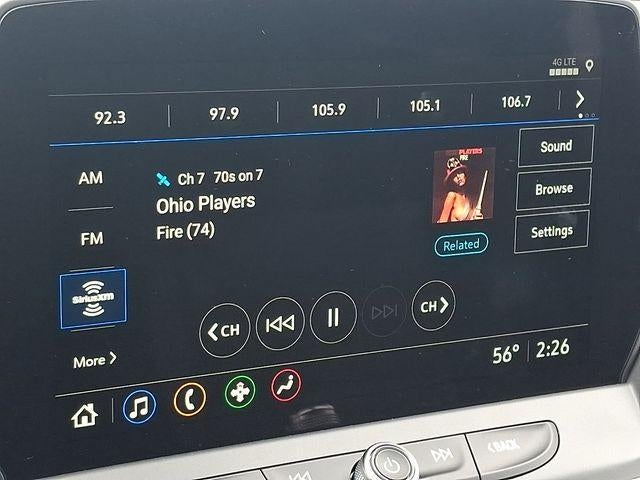 4G LTE
92.3 97.9 105.9 105.1 106.7
AM
Ch 7 70s on 7
Ohio Players
Fire (74)
PLAYERS
FIRE
Related
Sound
Browse
Settings
FM
SiriusXM
More
CH CH
56° 2:26
BACK